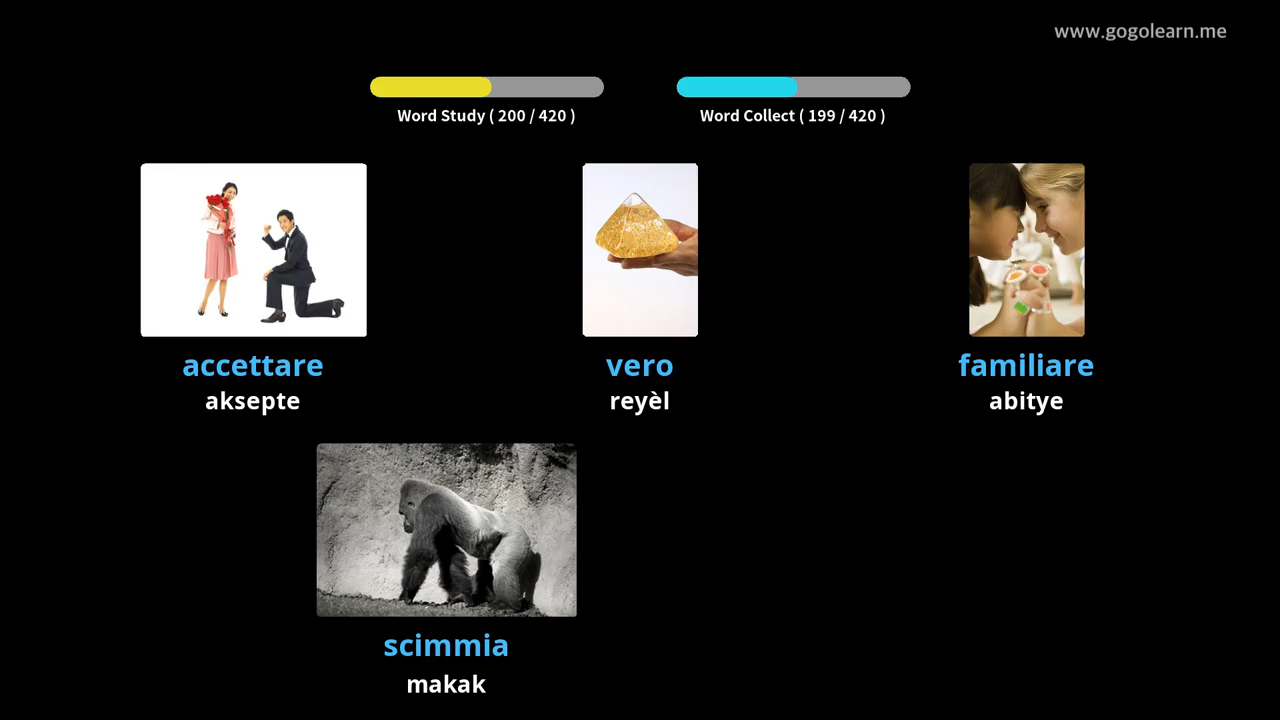 www.gogolearn.me
Word Study ( 200 / 420 )
Word Collect ( 199 / 420 )
accettare
aksepte
vero
reyèl
familiare
abitye
scimmia
makak